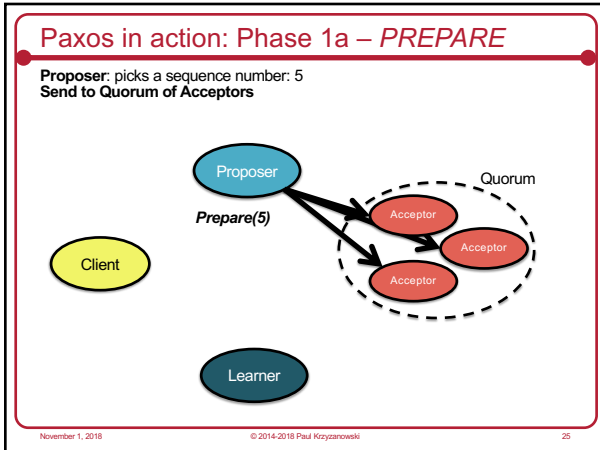 Paxos in action: Phase 1a – PREPARE
Proposer: picks a sequence number: 5
Send to Quorum of Acceptors
Proposer
Quorum
Prepare(5)
Acceptor
Acceptor
Client
Acceptor
Learner
November 1, 2018
© 2014-2018 Paul Krzyzanowski
25